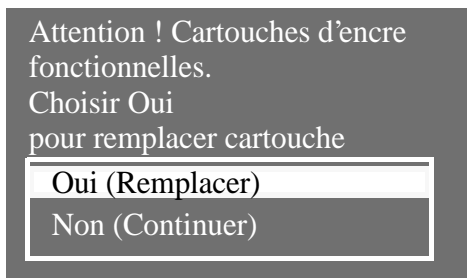 Attention ! Cartouches d’encre
fonctionnelles.
Choisir Oui
pour remplacer cartouche
Oui (Remplacer)
Non (Continuer)